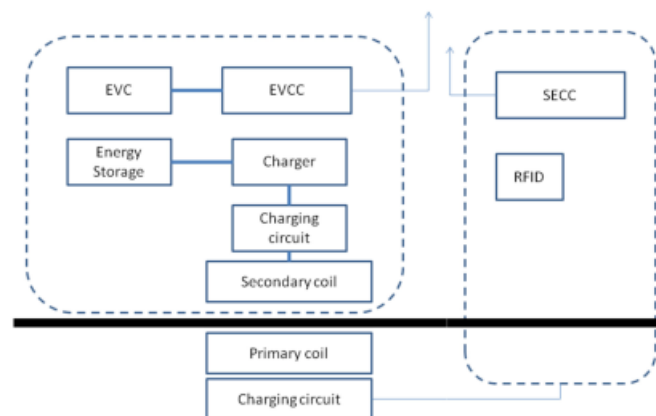 EVC
EVCC
SECC
Energy
Storage
Charger
RFID
Charging
circuit
Secondary coil
Primary coil
Charging circuit